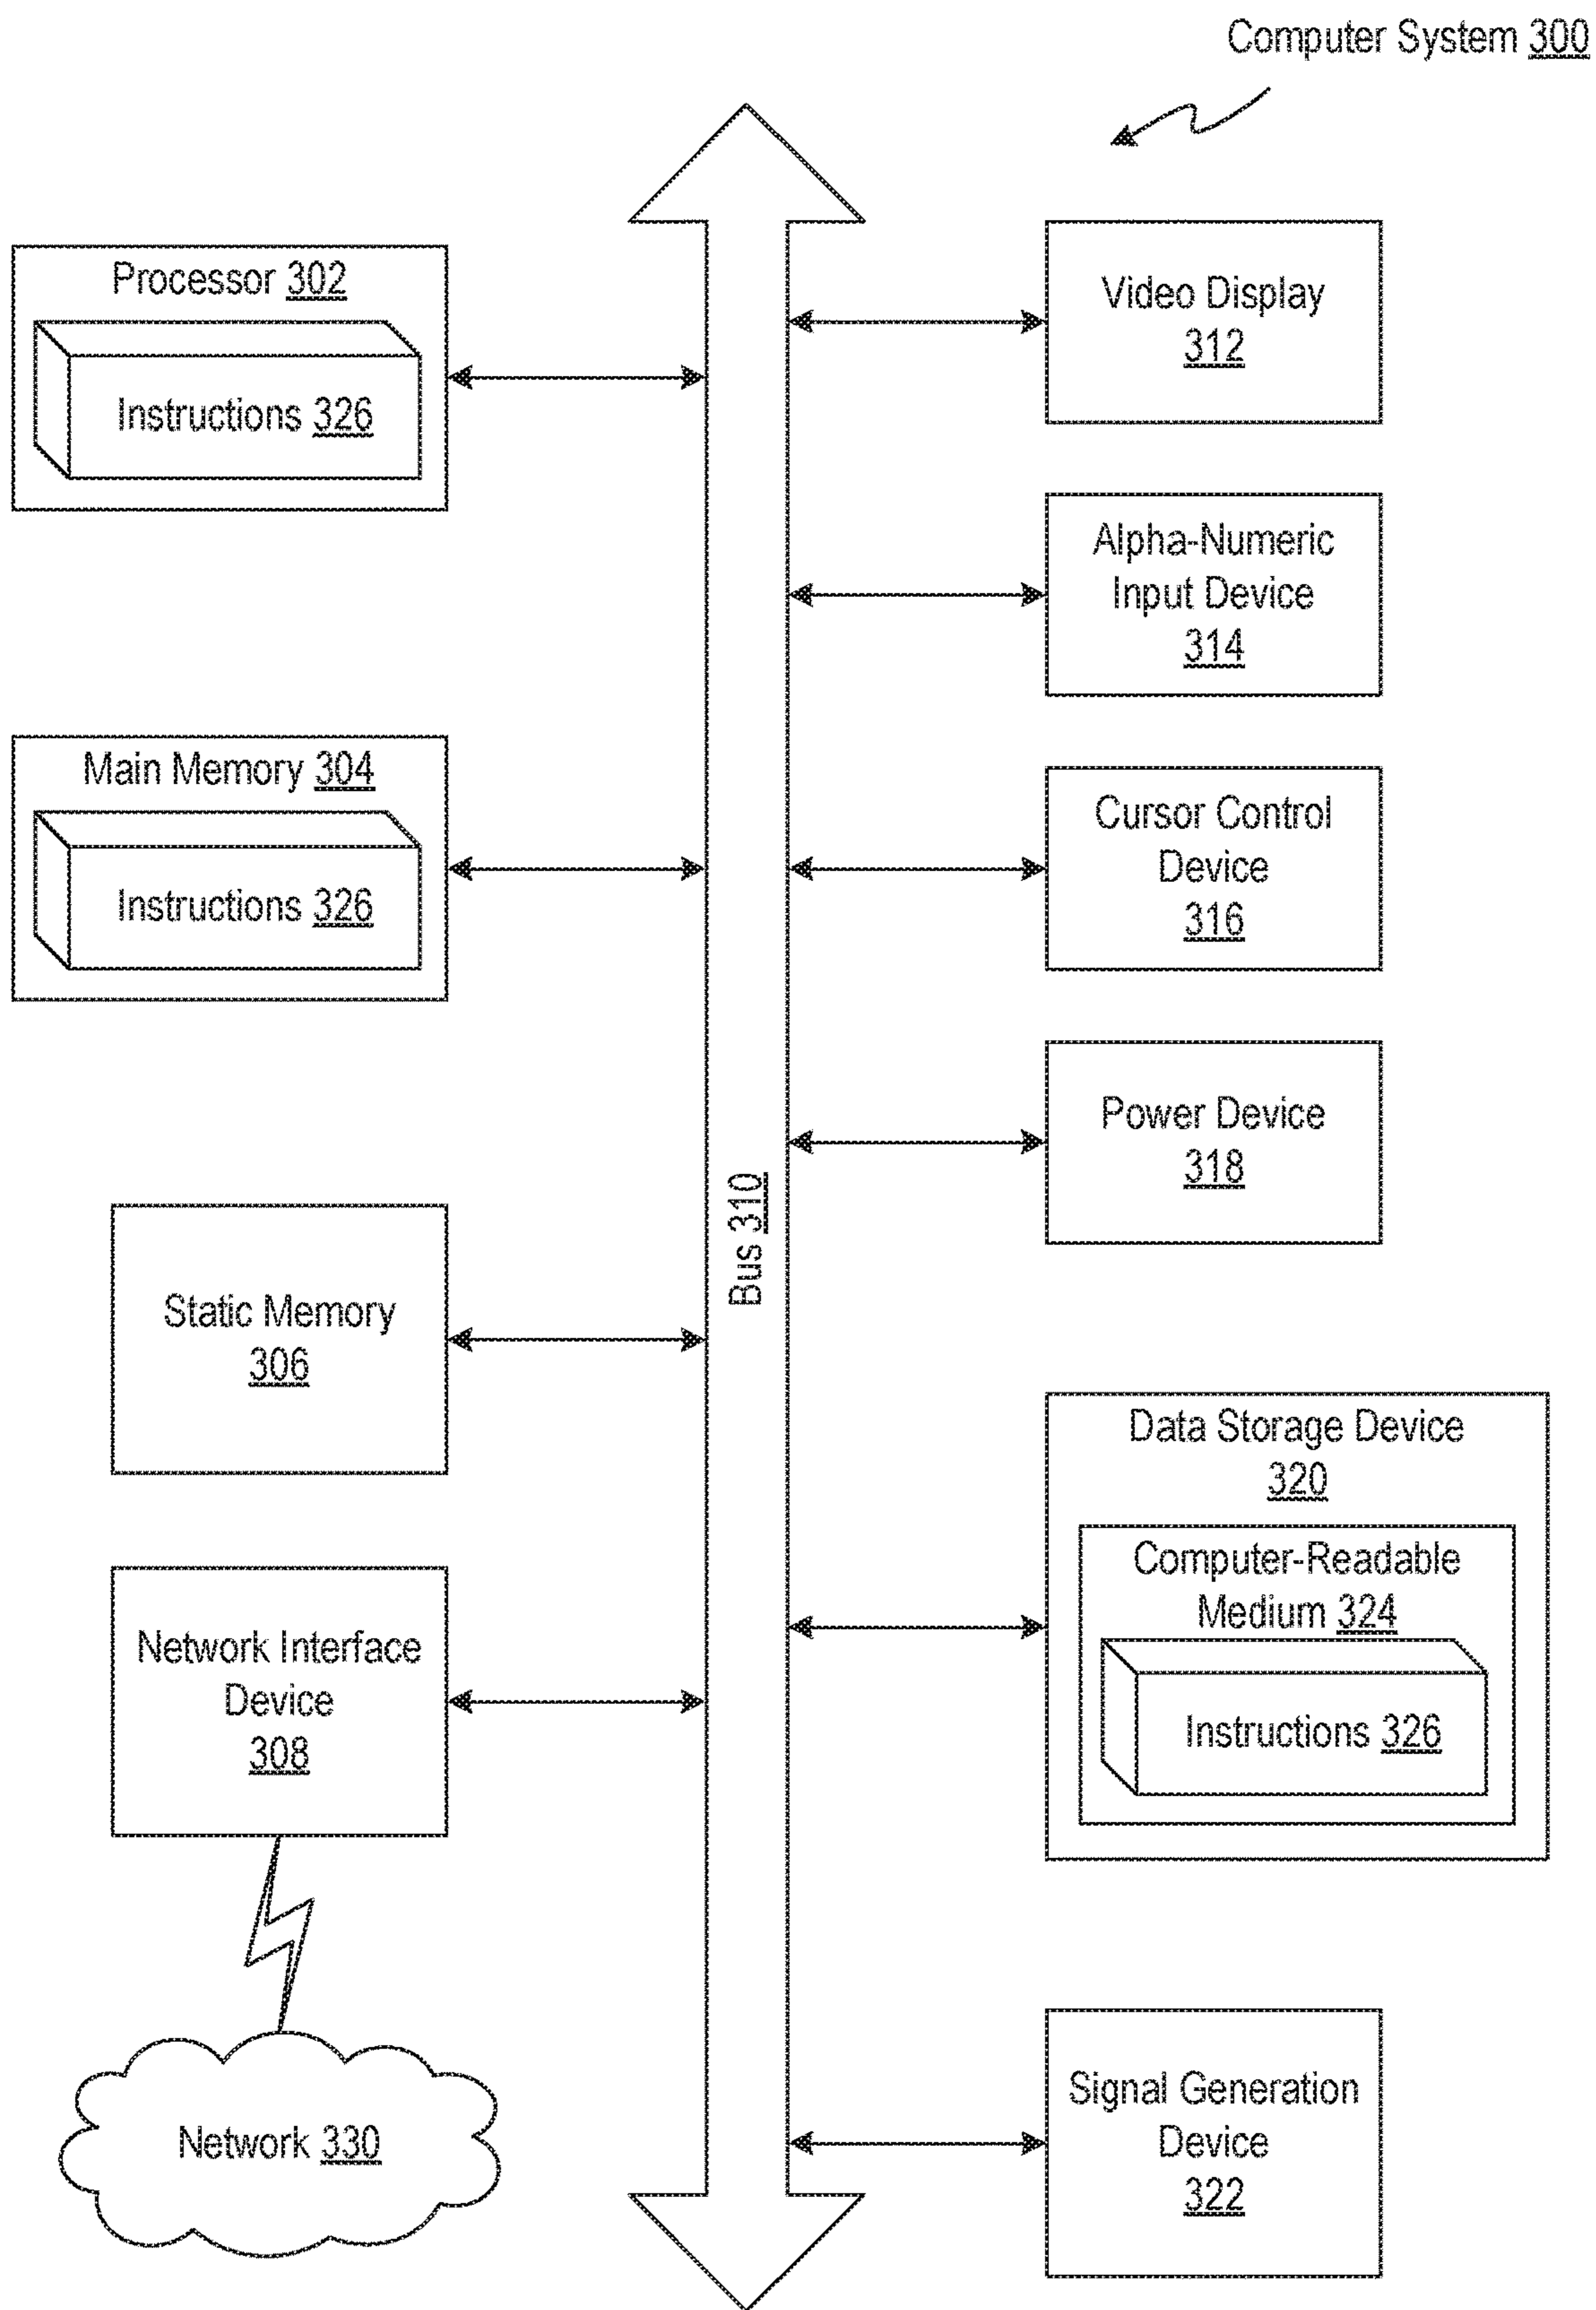 Computer System 300
Processor 302
Instructions 326
Main Memory 304
Instructions 326
Static Memory
306
Network Interface
Device
308
Network 330
Bus 310
Video Display
312
Alpha-Numeric
Input Device
314
Cursor Control
Device
316
Power Device
318
Data Storage Device
320
Computer-Readable
Medium 324
Instructions 326
Signal Generation
Device
322